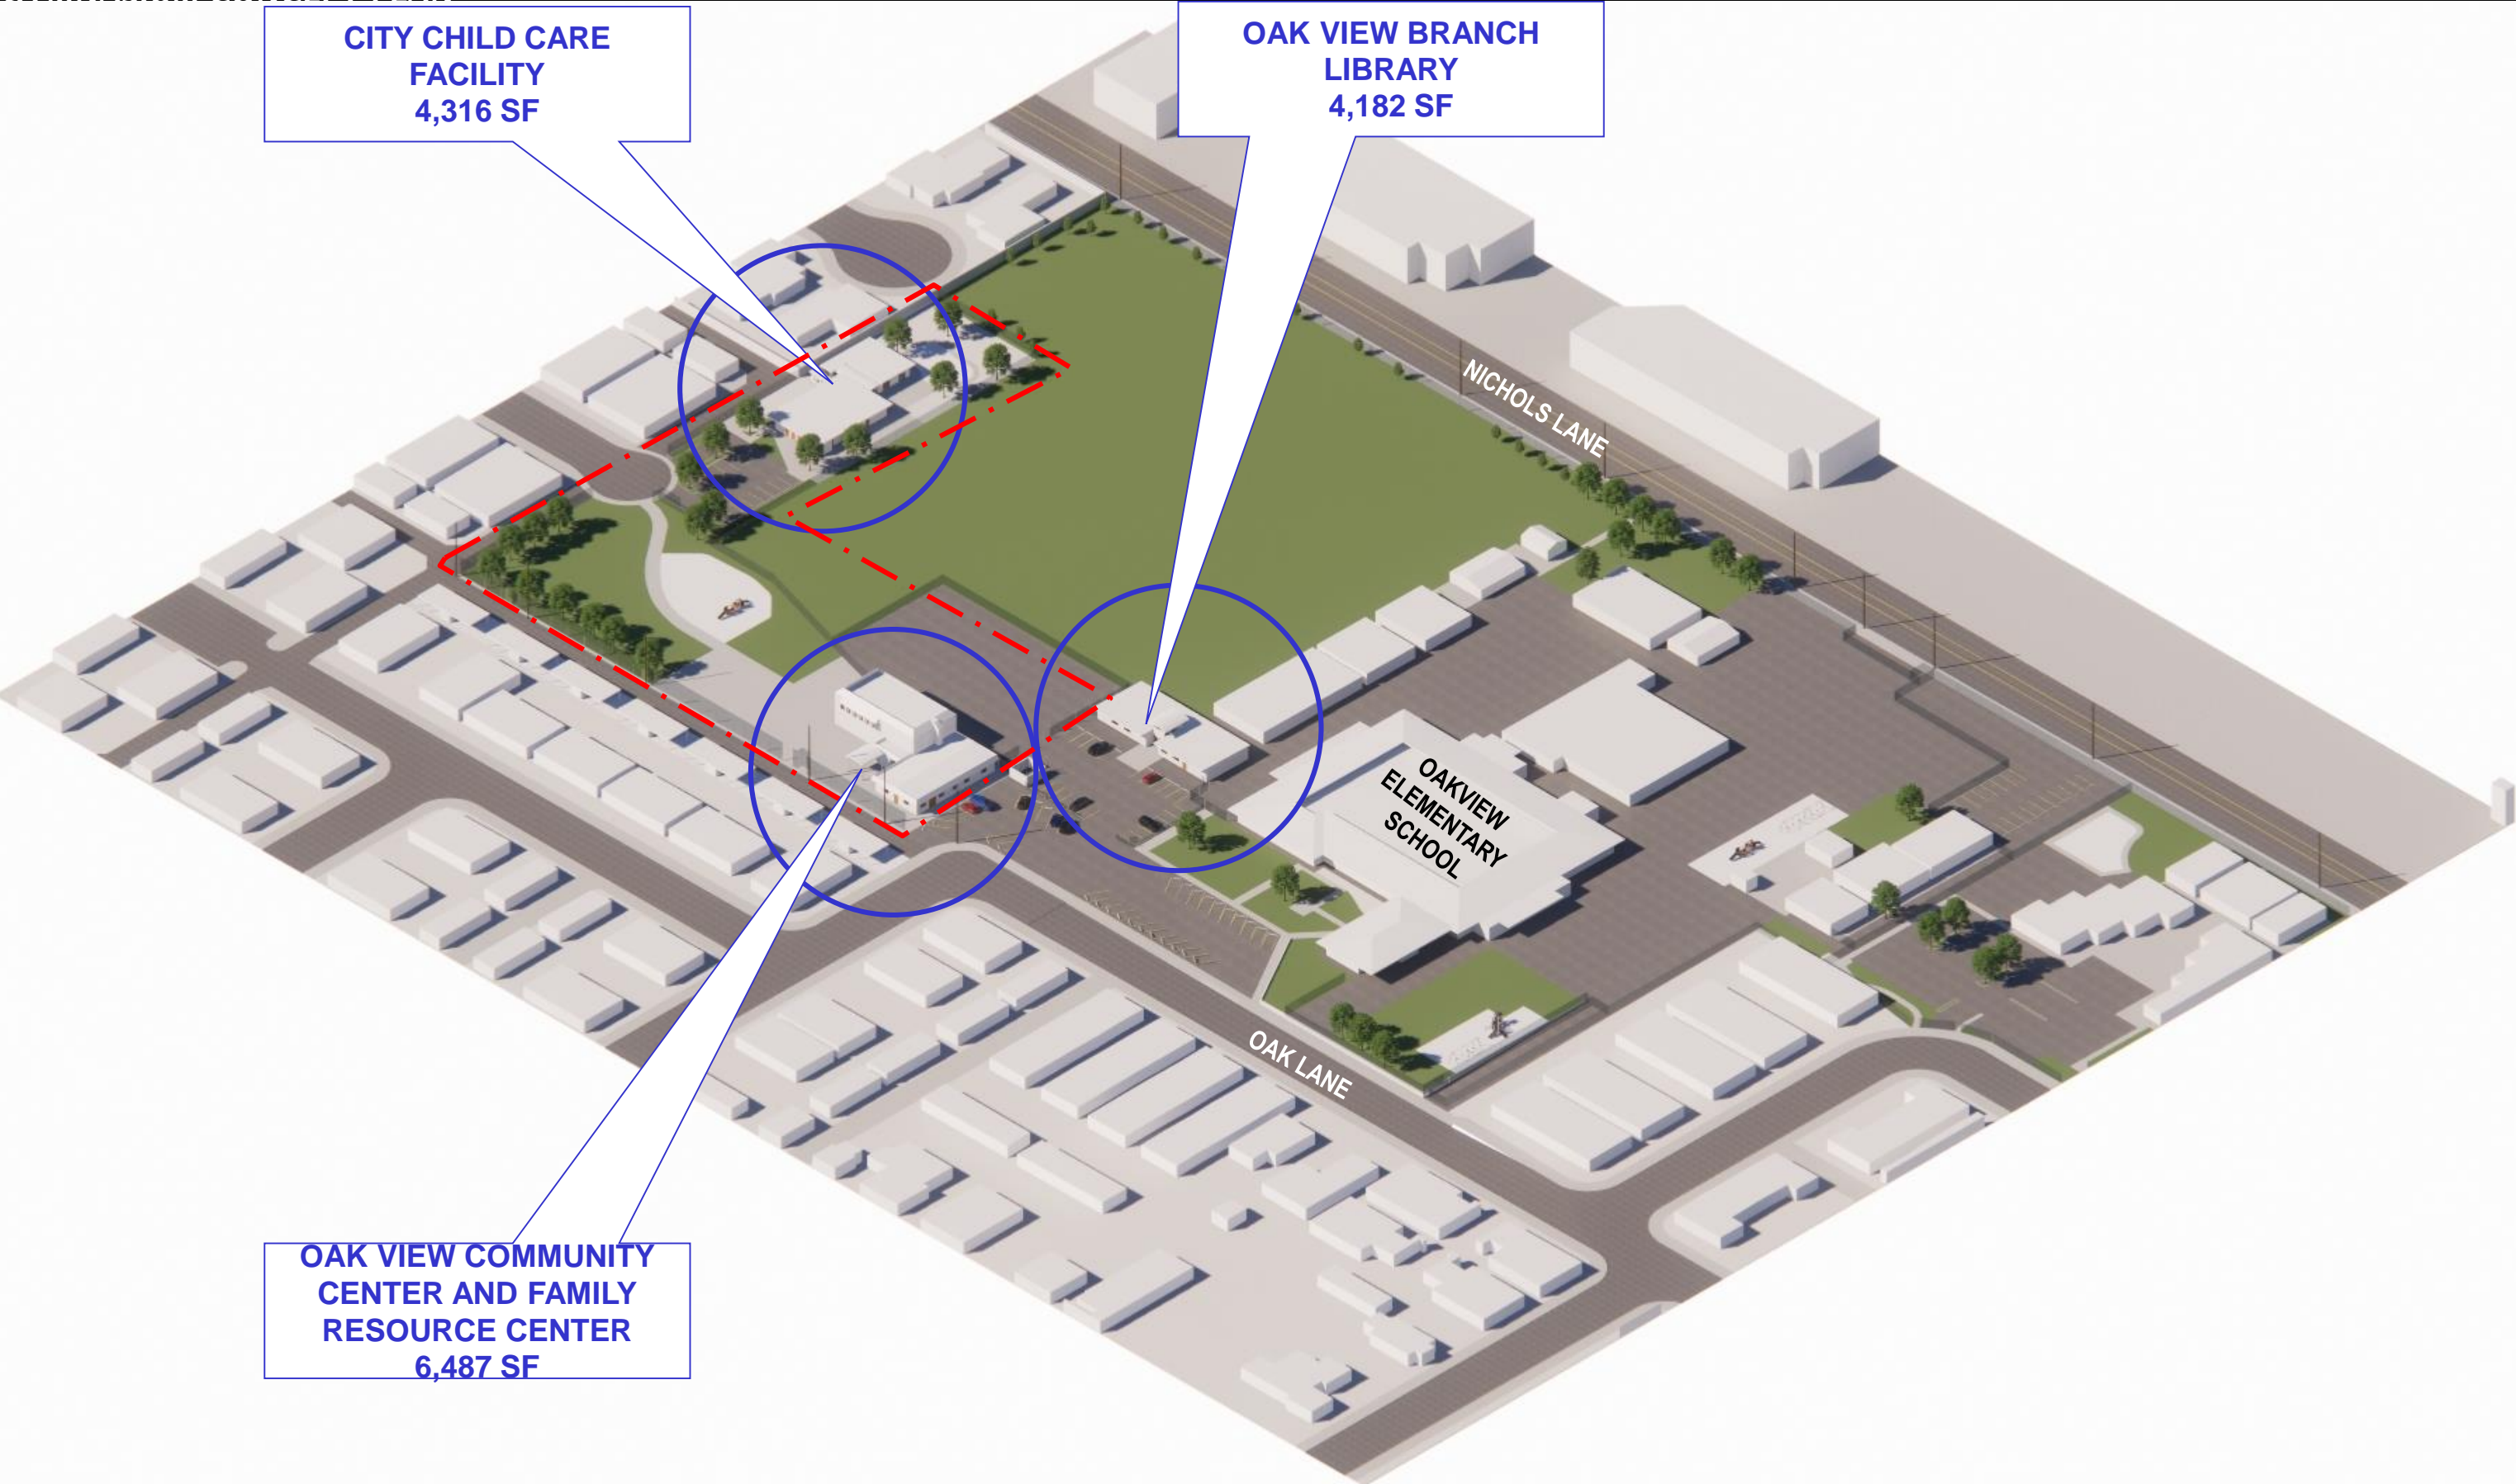 CITY CHILD CARE
FACILITY
4,316 SF
OAK VIEW BRANCH
LIBRARY
4,182 SF
NICHOLS LANE
OAKVIEW
ELEMENTARY
SCHOOL
OAK LANE
OAK VIEW COMMUNITY
CENTER AND FAMILY
RESOURCE CENTER
6,487 SF